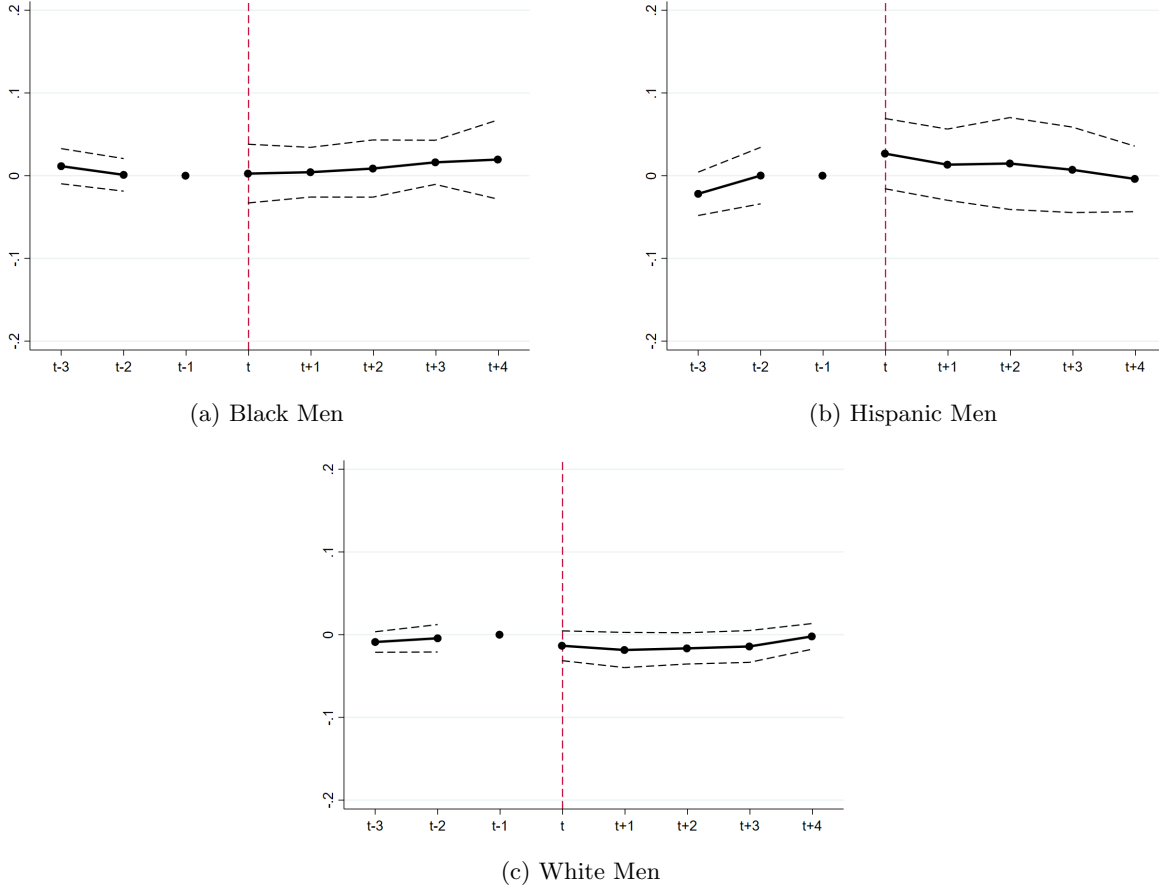 .2
.1
0
-.1
-.2
t-3 t-2 t-1 t t+1 t+2 t+3 t+4
(a) Black Men
.2
.1
0
-.1
-.2
t-3 t-2 t-1 t t+1 t+2 t+3 t+4
(b) Hispanic Men
.2
.1
0
-.1
-.2
t-3 t-2 t-1 t t+1 t+2 t+3 t+4
(c) White Men